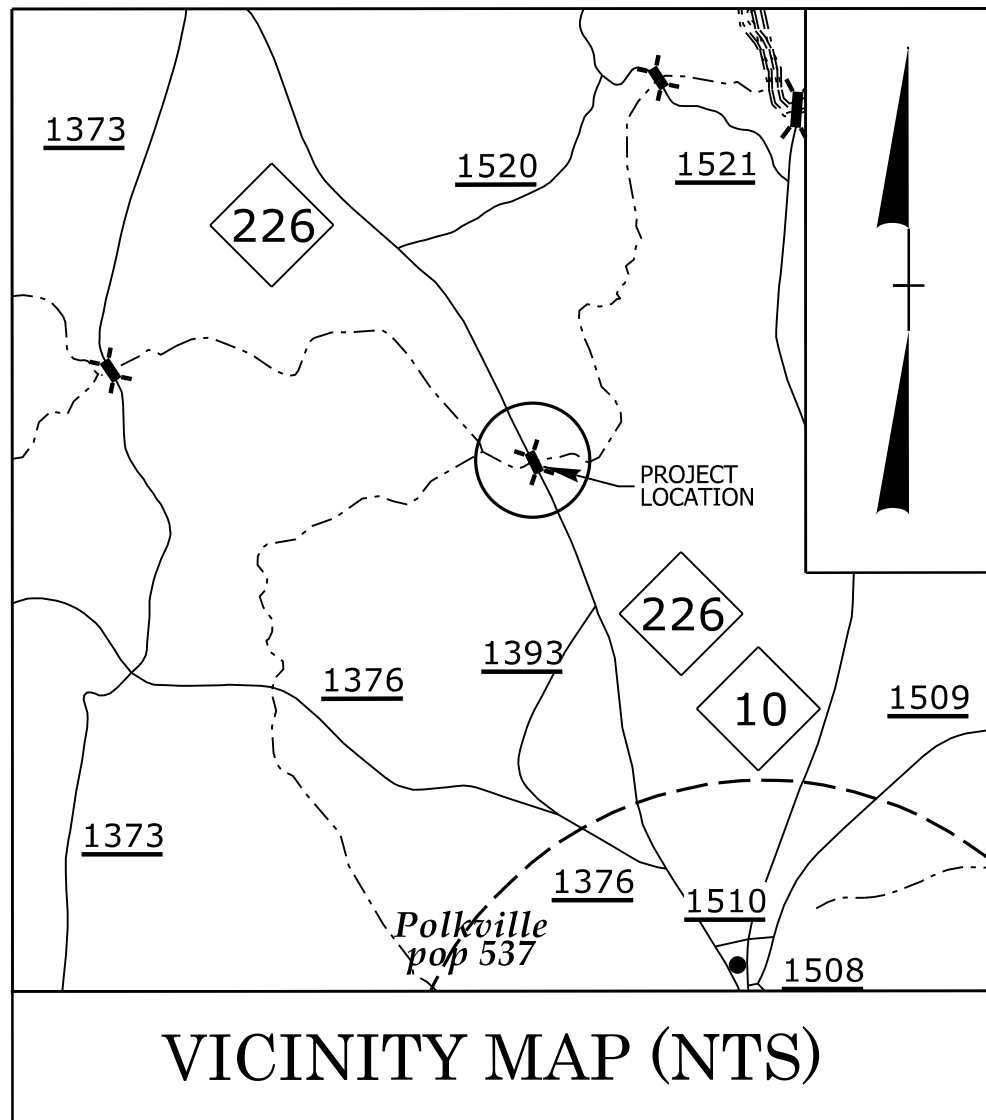 1373
1520
1521
226
PROJECT
LOCATION
226
1393
1376
10
1509
1373
1376
1510
Polkville
pop 537
1508
VICINITY MAP (NTS)